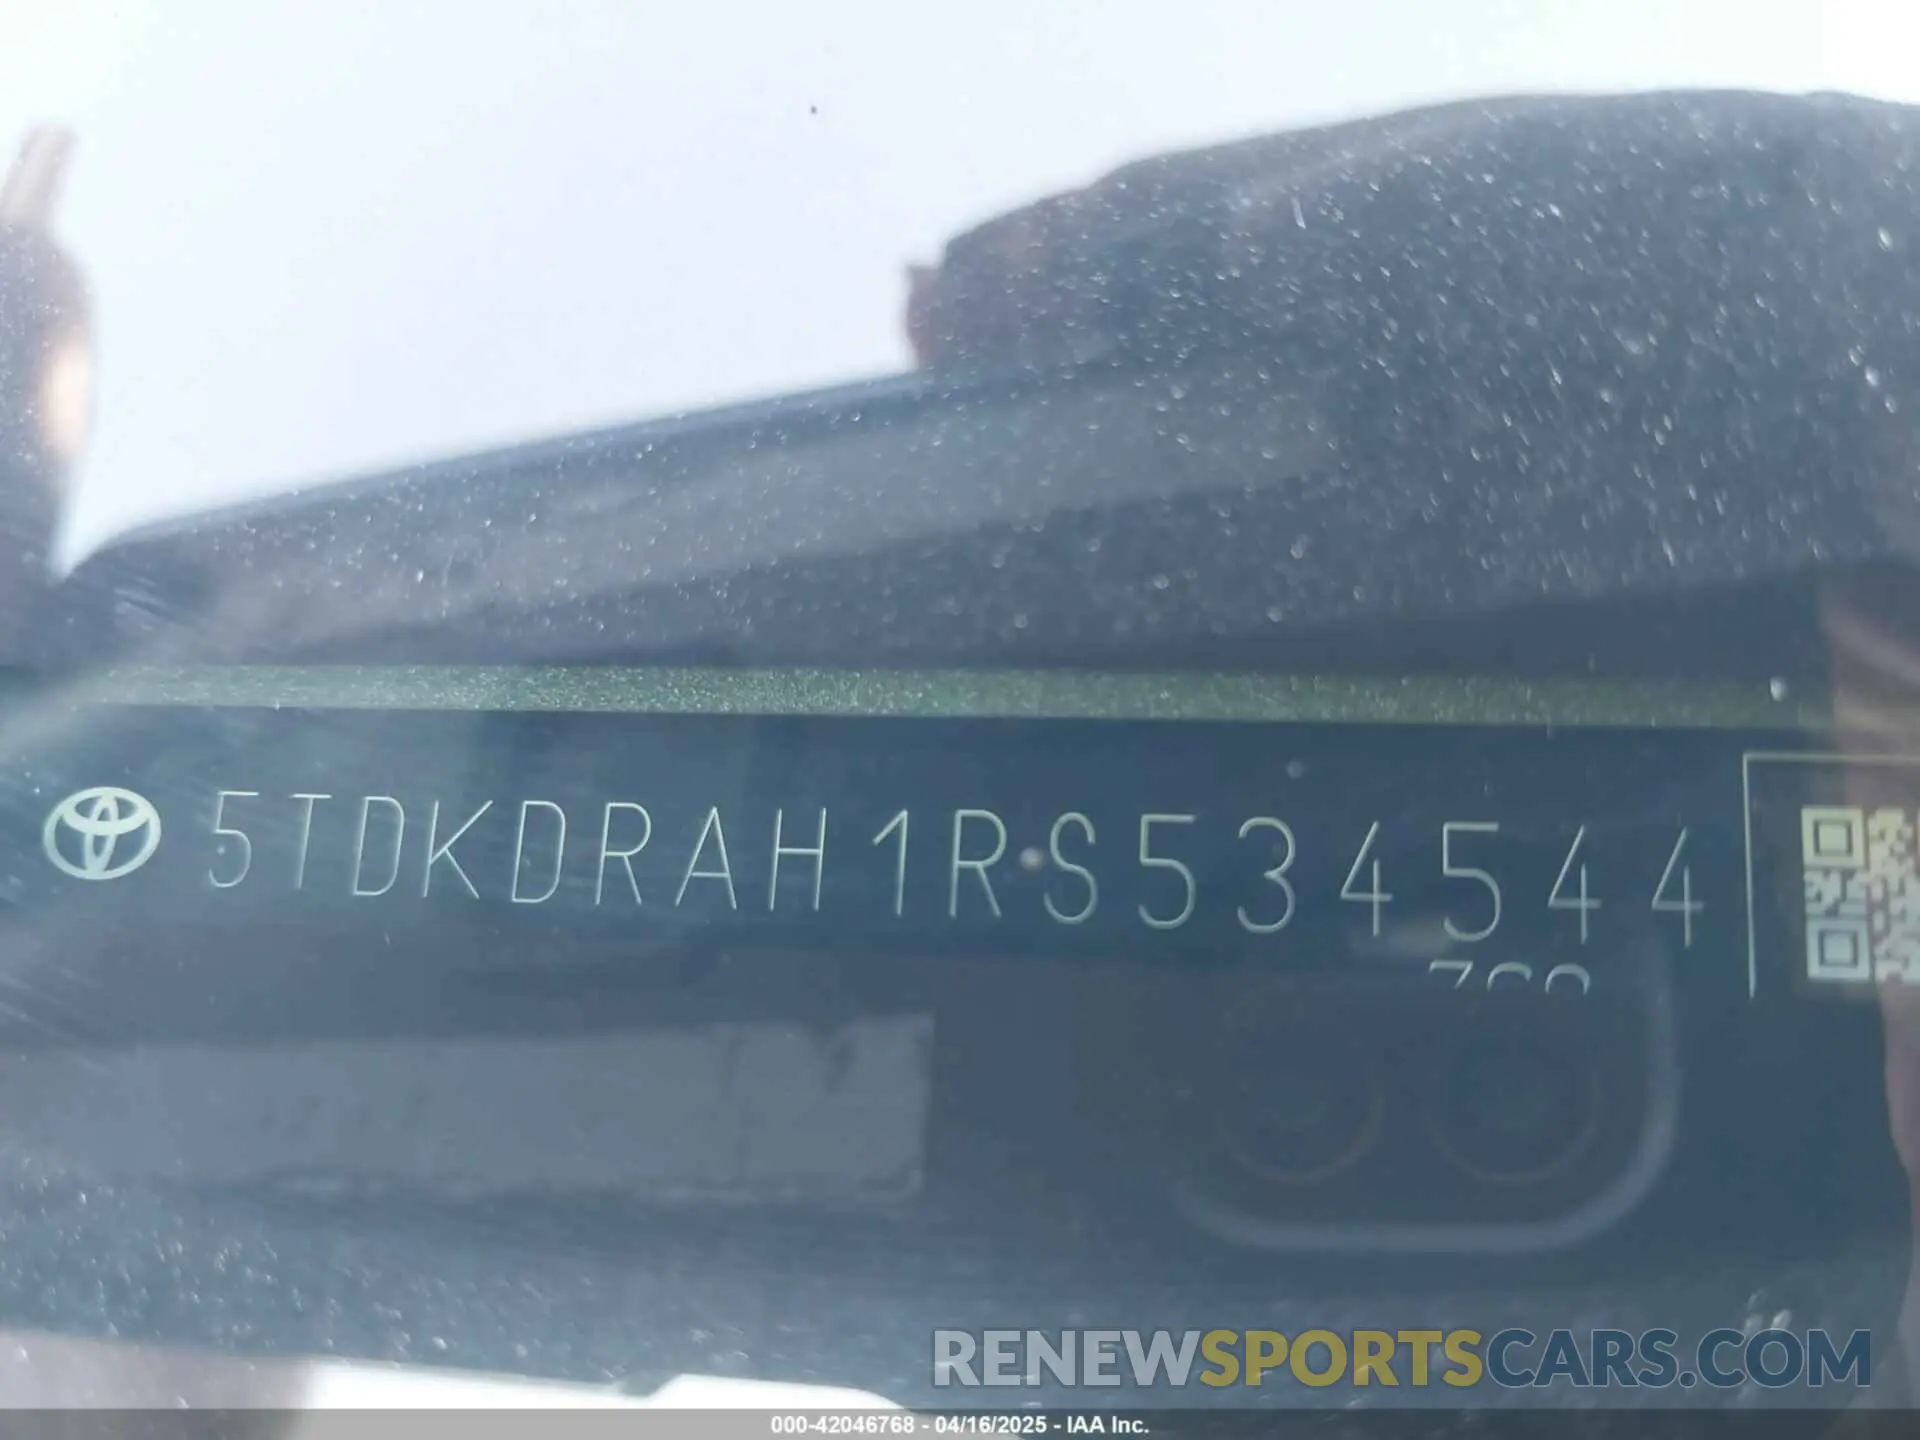 5TDKDRAH1RS534544
RENEWSPORTSCARS.COM
000-42046768 - 04/16/2025 - IAA Inc.